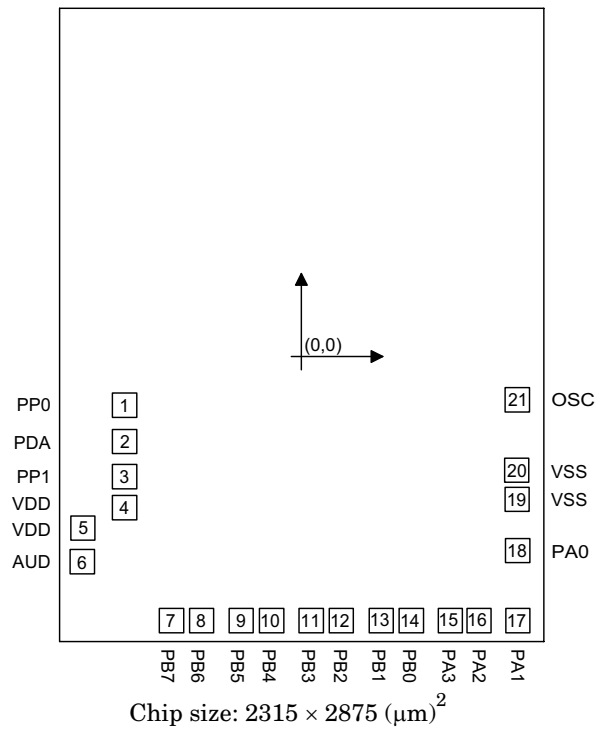 (0,0)
PP0 1 21 OSC
PDA 2
PP1 3 20 VSS
VDD 4 19 VSS
VDD 5
AUD 6 18 PA0
7 8 9 10 11 12 13 14 15 16 17
PB7 PB6 PB5 PB4 PB3 PB2 PB1 PB0 PA3 PA2 PA1
Chip size: 2315 × 2875 (μm)²